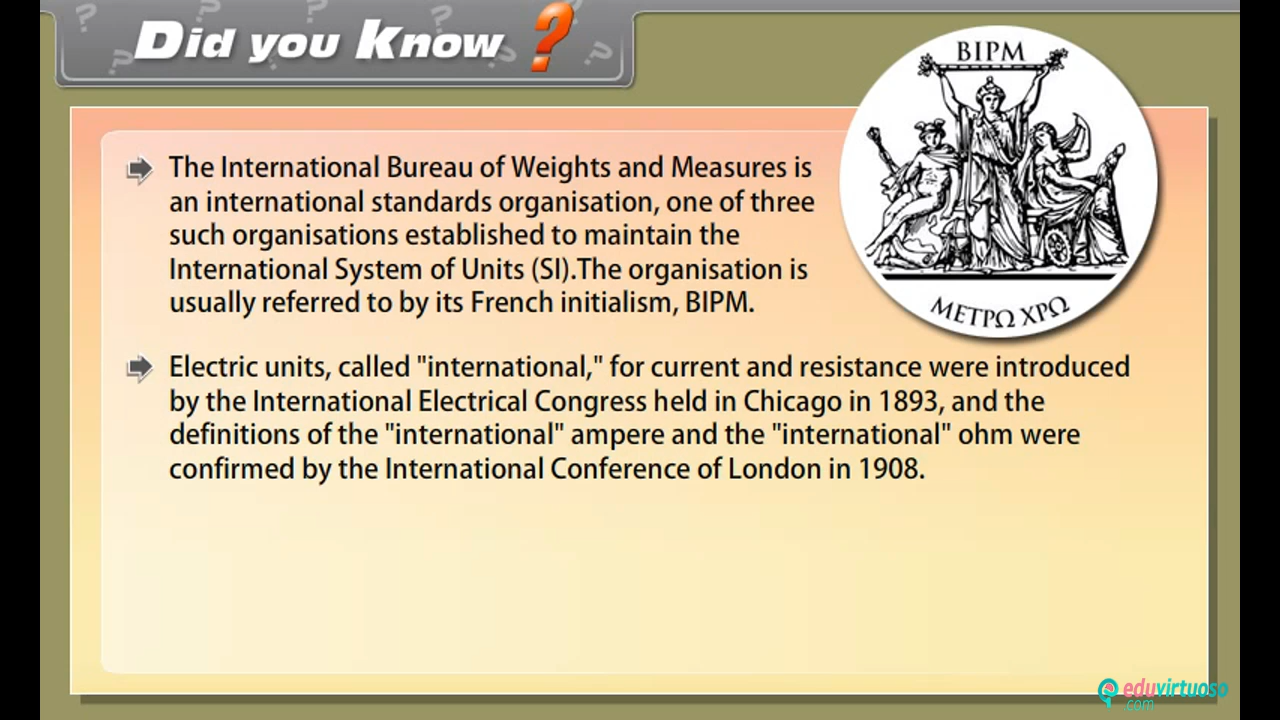 Did you Know ?
BIPM
ΜΕΤΡΩ ΧΡΩ
The International Bureau of Weights and Measures is
an international standards organisation, one of three
such organisations established to maintain the
International System of Units (SI).The organisation is
usually referred to by its French initialism, BIPM.
Electric units, called "international," for current and resistance were introduced
by the International Electrical Congress held in Chicago in 1893, and the
definitions of the "international" ampere and the "international" ohm were
confirmed by the International Conference of London in 1908.
eduvirtuoso
.com